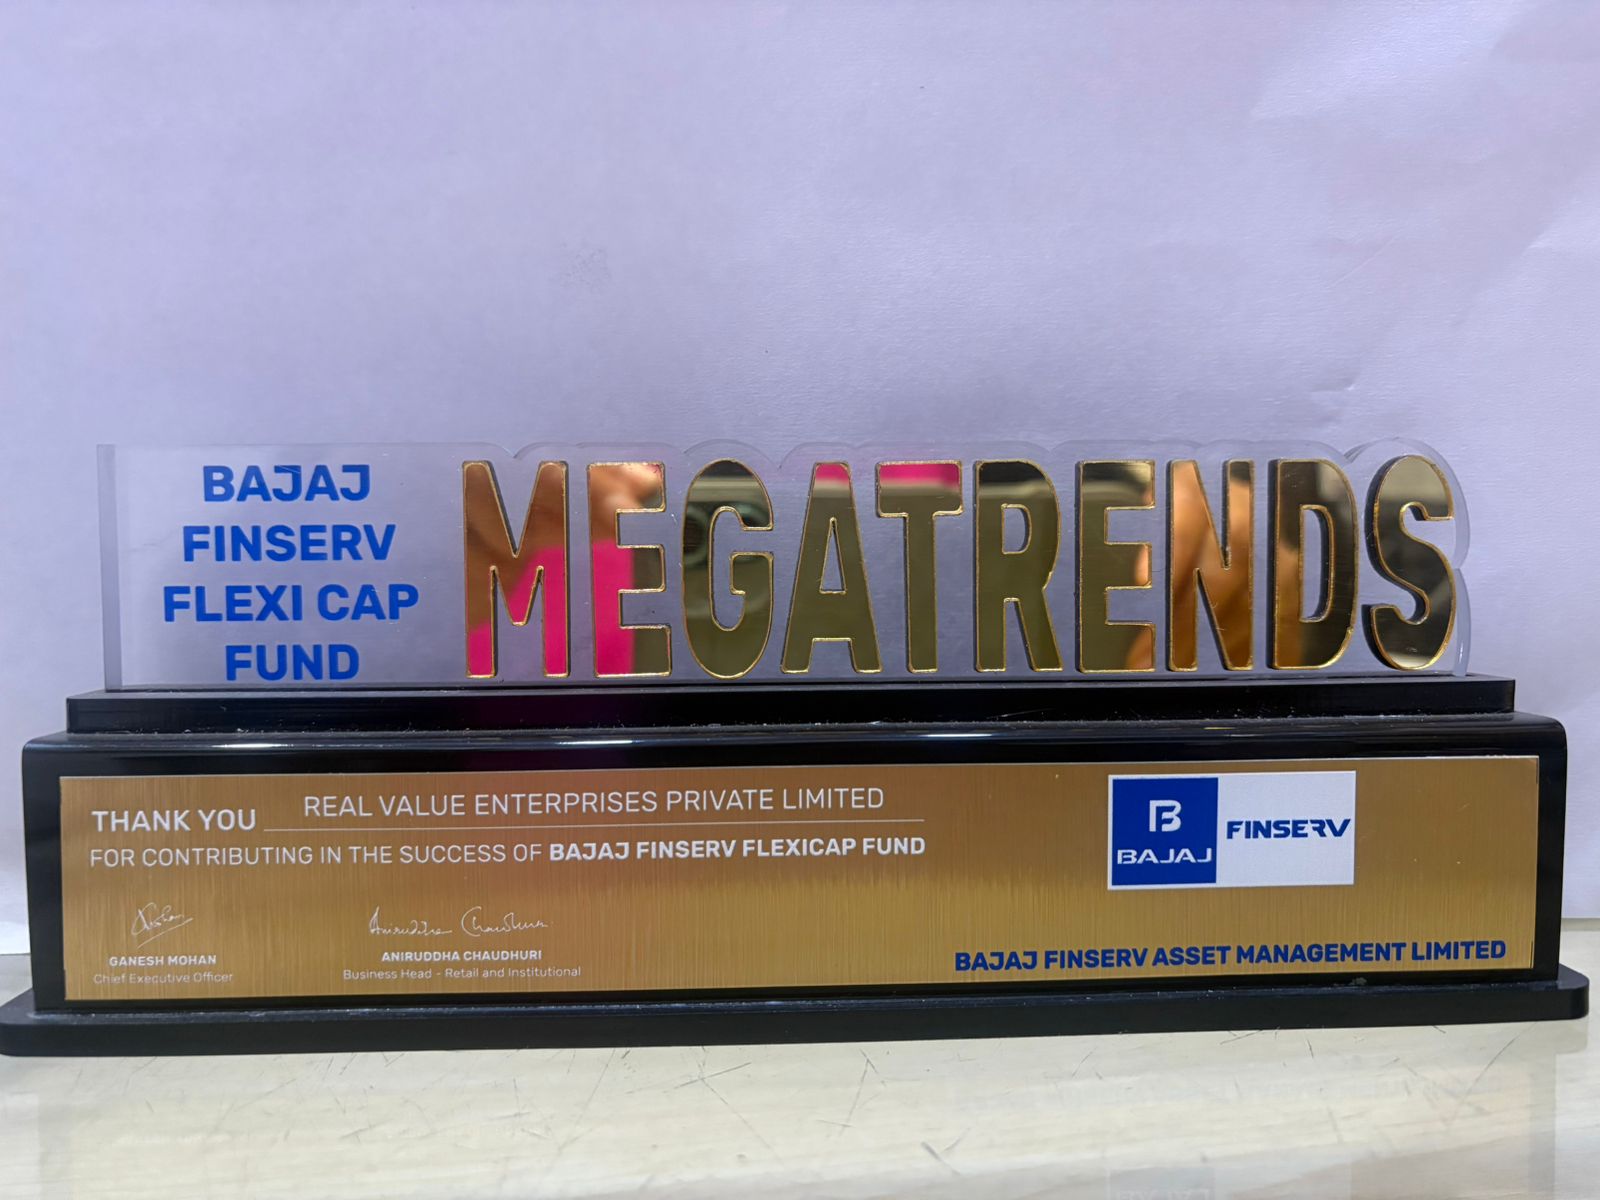 BAJAJ
FINSERV
FLEXI CAP
FUND
MEGATRENDS
THANK YOU REAL VALUE ENTERPRISES PRIVATE LIMITED
FOR CONTRIBUTING IN THE SUCCESS OF BAJAJ FINSERV FLEXICAP FUND
B
BAJAJ
FINSERV
Aniruddha Chaudhuri
GANESH MOHAN
Chief Executive Officer
ANIRUDDHA CHAUDHURI
Business Head - Retail and Institutional
BAJAJ FINSERV ASSET MANAGEMENT LIMITED